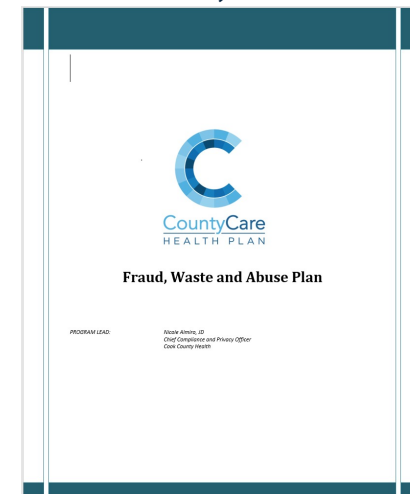 CountyCare
HEALTH PLAN
Fraud, Waste and Abuse Plan
PROGRAM LEAD: Nicole Almiro, JD
Chief Compliance and Privacy Officer
Cook County Health